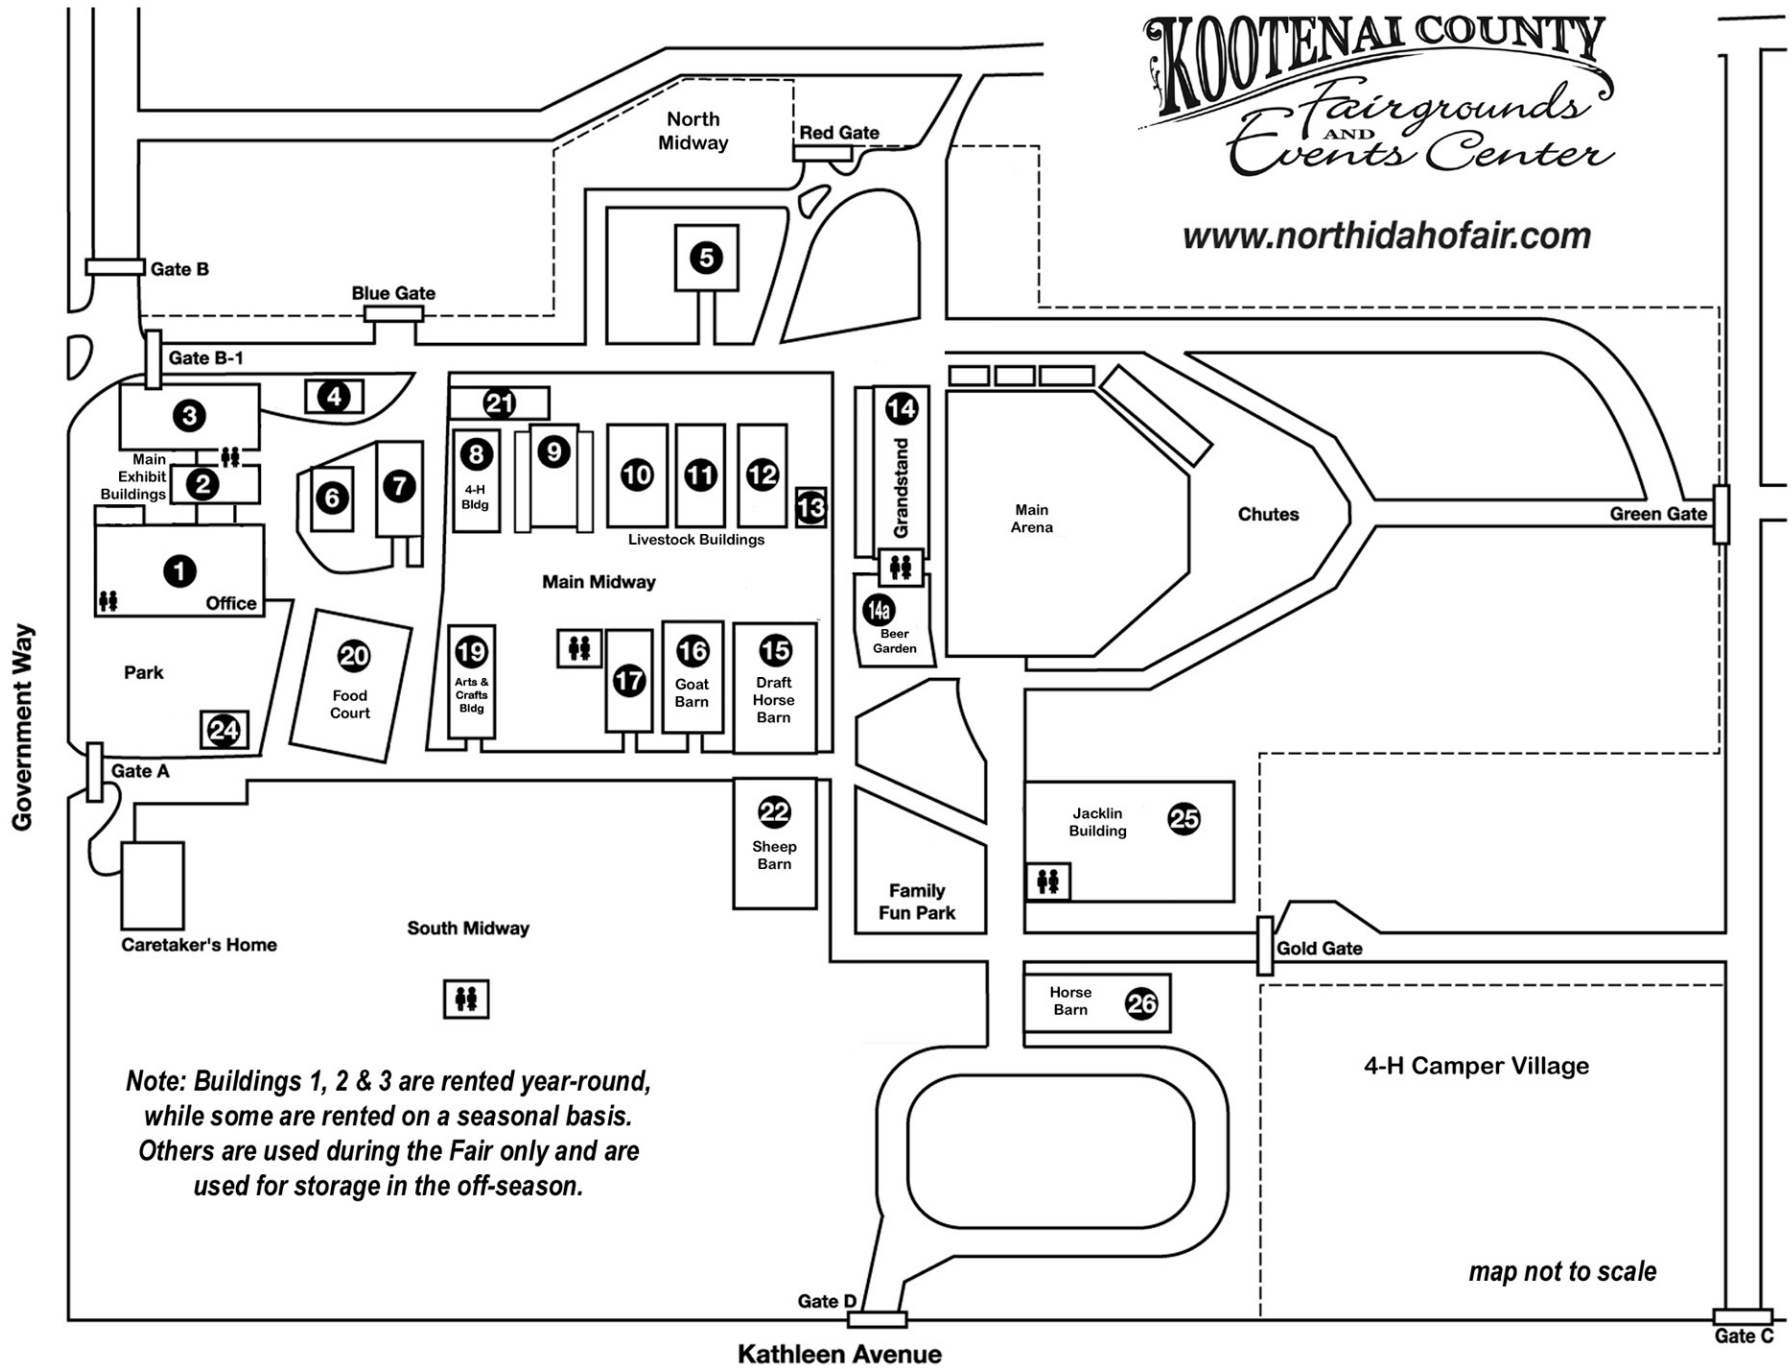 KOOTENAI COUNTY
Fairgrounds
AND
Events Center
www.northidahofair.com
North
Midway
Red Gate
5
Gate B
Blue Gate
Gate B-1
3
4
21
14
Grandstand
Main
Exhibit
Buildings
2
6
7
8
4-H
Bldg
9
10
11
12
13
Livestock Buildings
Main
Arena
Chutes
Green Gate
1
Office
Main Midway
14a
Beer
Garden
Government Way
Park
20
Food
Court
19
Arts &
Crafts
Bldg
17
16
Goat
Barn
15
Draft
Horse
Barn
24
Gate A
22
Sheep
Barn
Jacklin
Building
25
Family
Fun Park
Caretaker's Home
South Midway
Gold Gate
Horse
Barn
26
4-H Camper Village
Note: Buildings 1, 2 & 3 are rented year-round,
while some are rented on a seasonal basis.
Others are used during the Fair only and are
used for storage in the off-season.
map not to scale
Gate D
Gate C
Kathleen Avenue